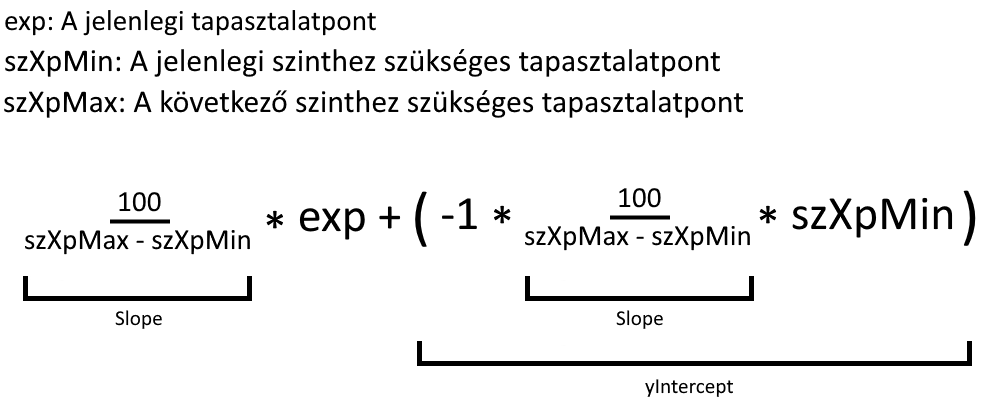 exp: A jelenlegi tapasztalatpont
szXpMin: A jelenlegi szinthez szükséges tapasztalatpont
szXpMax: A következő szinthez szükséges tapasztalatpont
100
szXpMax - szXpMin
* exp + ( -1 *
100
szXpMax - szXpMin
* szXpMin )
Slope
Slope
yIntercept